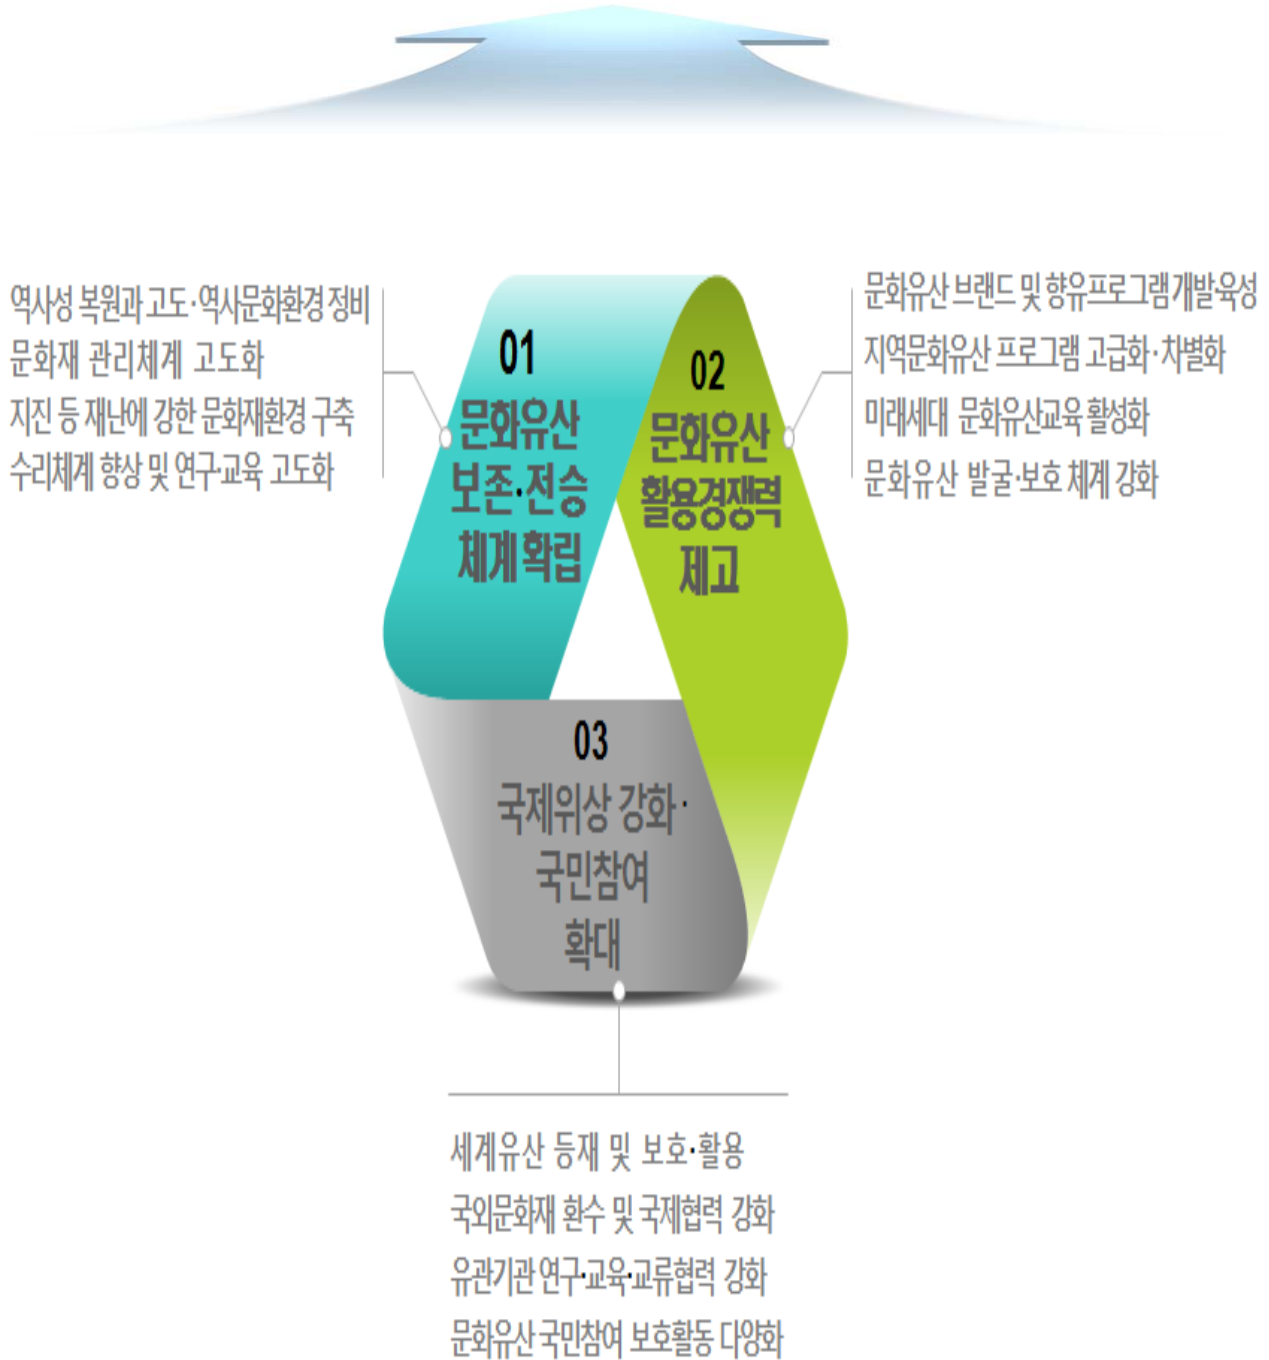 역사성 복원과 고도·역사문화환경 정비
문화재 관리체계 고도화
지진 등 재난에 강한 문화재환경 구축
수리체계 향상 및 연구·교육 고도화
01
문화유산
보존·전승
체계 확립
02
문화유산
활용경쟁력
제고
문화유산 브랜드 및 향유프로그램 개발·육성
지역문화유산 프로그램 고급화·차별화
미래세대 문화유산교육 활성화
문화유산 발굴·보호 체계 강화
03
국제위상 강화·
국민참여
확대
세계유산 등재 및 보호·활용
국외문화재 환수 및 국제협력 강화
유관기관 연구·교육·교류협력 강화
문화유산 국민참여 보호활동 다양화